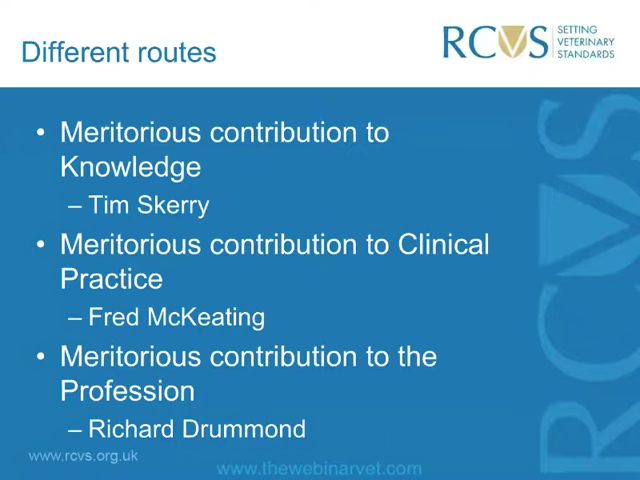 Different routes
RCVS
SETTING
VETERINARY
STANDARDS
• Meritorious contribution to
Knowledge
– Tim Skerry
• Meritorious contribution to Clinical
Practice
– Fred McKeating
• Meritorious contribution to the
Profession
– Richard Drummond
RCVS
www.rcvs.org.uk
www.thewebinarvet.com